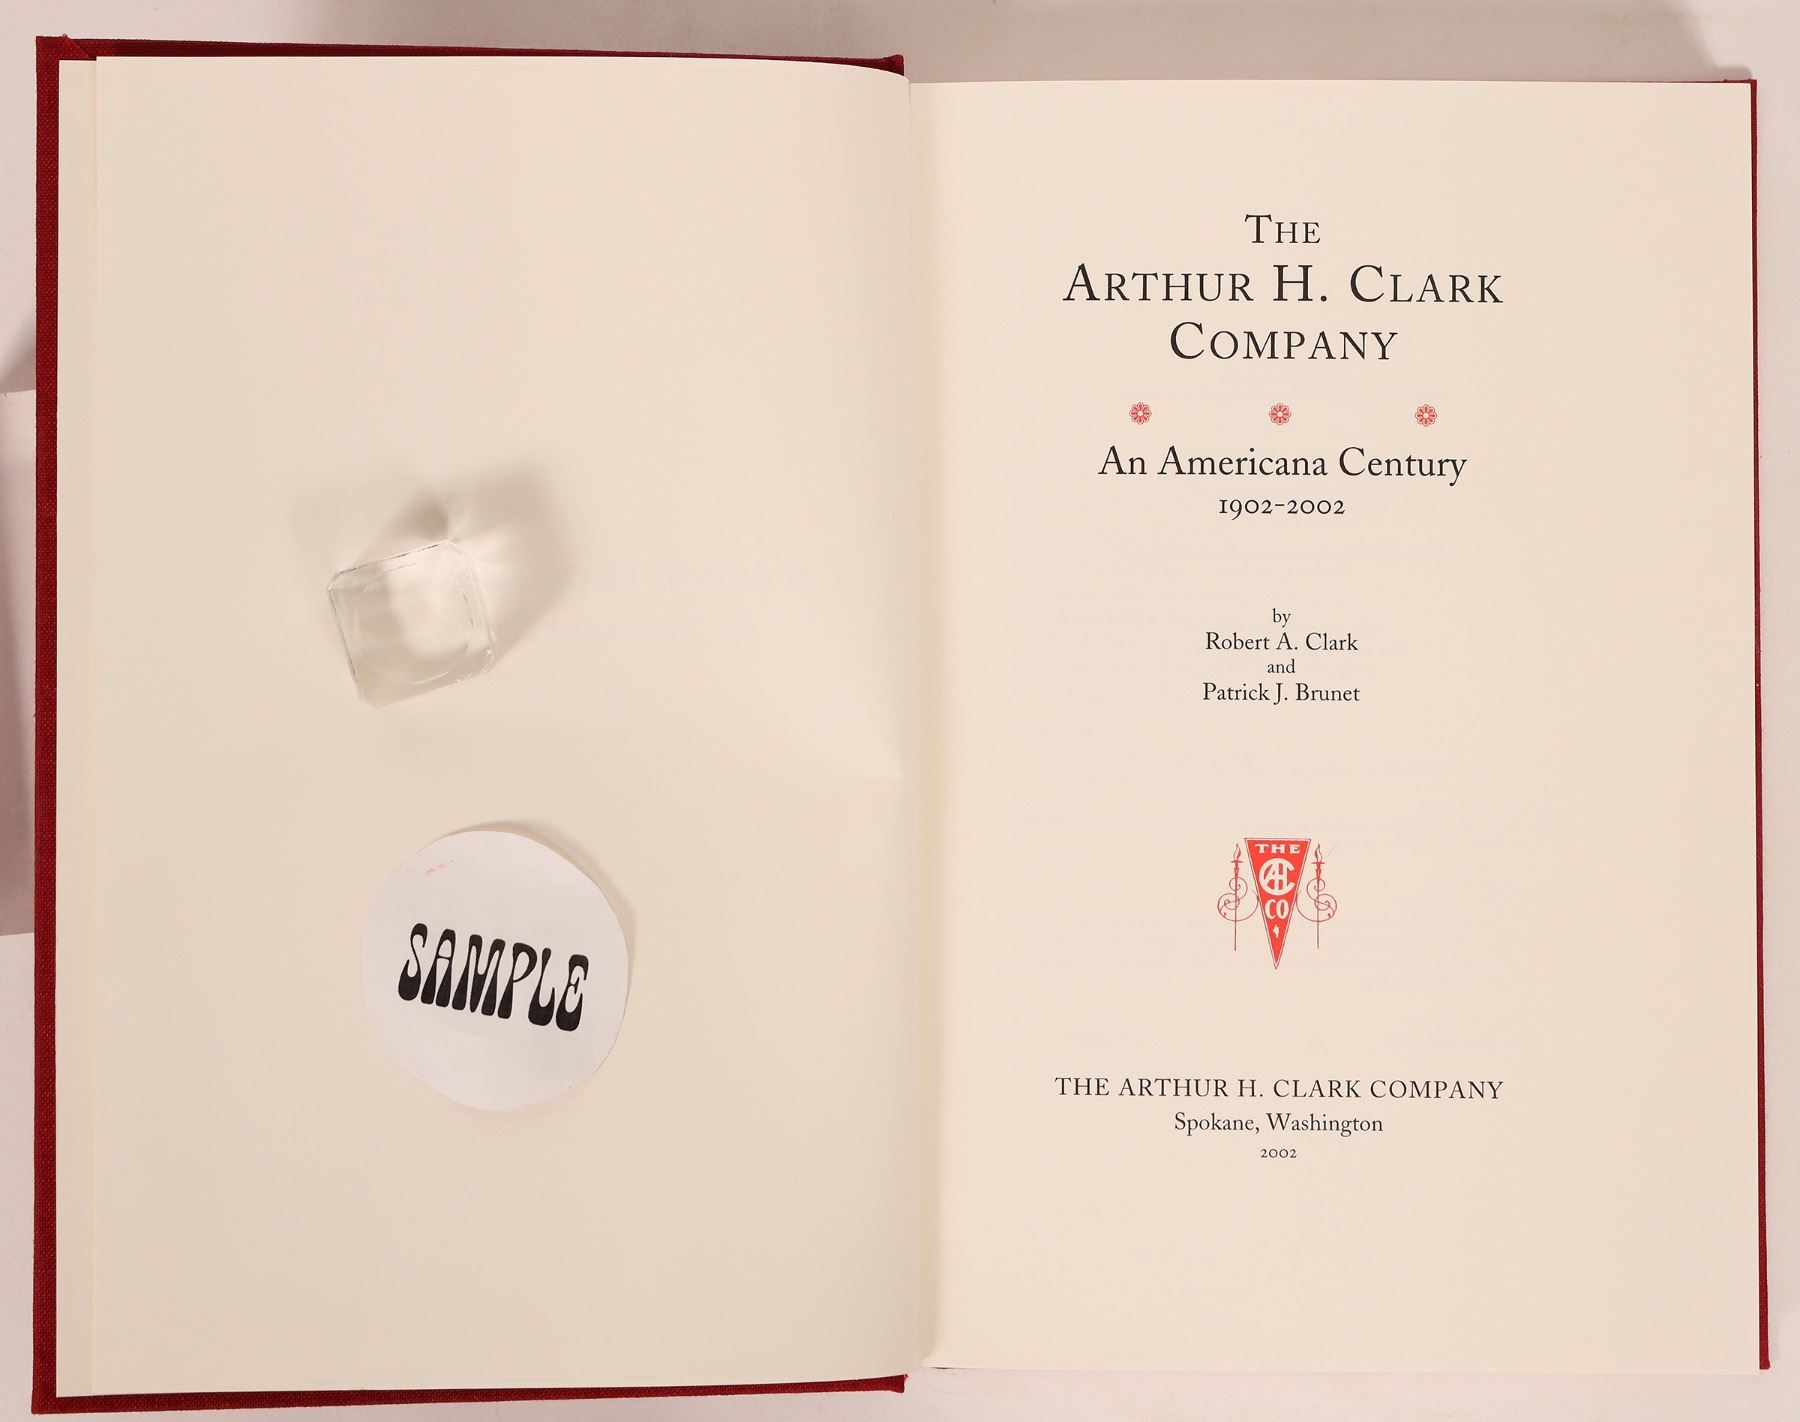 SAMPLE
THE
ARTHUR H. CLARK
COMPANY
An Americana Century
1902-2002
by
Robert A. Clark
and
Patrick J. Brunet
THE
AHC
CO
THE ARTHUR H. CLARK COMPANY
Spokane, Washington
2002